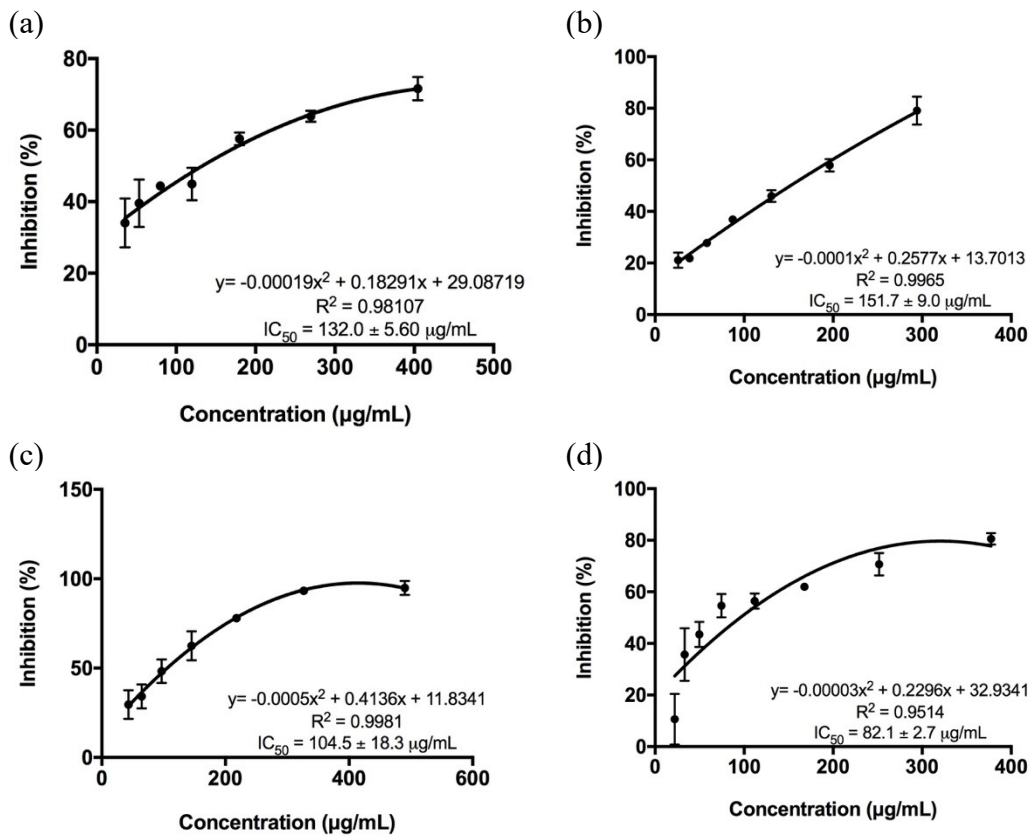 (a)
80
60
40
20
0
0 100 200 300 400 500
Inhibition (%)
Concentration (µg/mL)
y= -0.00019x² + 0.18291x + 29.08719
R² = 0.98107
IC₅₀ = 132.0 ± 5.60 µg/mL
(b)
100
80
60
40
20
0
0 100 200 300 400
Inhibition (%)
Concentration (µg/mL)
y= -0.0001x² + 0.2577x + 13.7013
R² = 0.9965
IC₅₀ = 151.7 ± 9.0 µg/mL
(c)
150
100
50
0
0 200 400 600
Inhibition (%)
Concentration (µg/mL)
y= -0.0005x² + 0.4136x + 11.8341
R² = 0.9981
IC₅₀ = 104.5 ± 18.3 µg/mL
(d)
100
80
60
40
20
0
0 100 200 300 400
Inhibition (%)
Concentration (µg/mL)
y= -0.00003x² + 0.2296x + 32.9341
R² = 0.9514
IC₅₀ = 82.1 ± 2.7 µg/mL